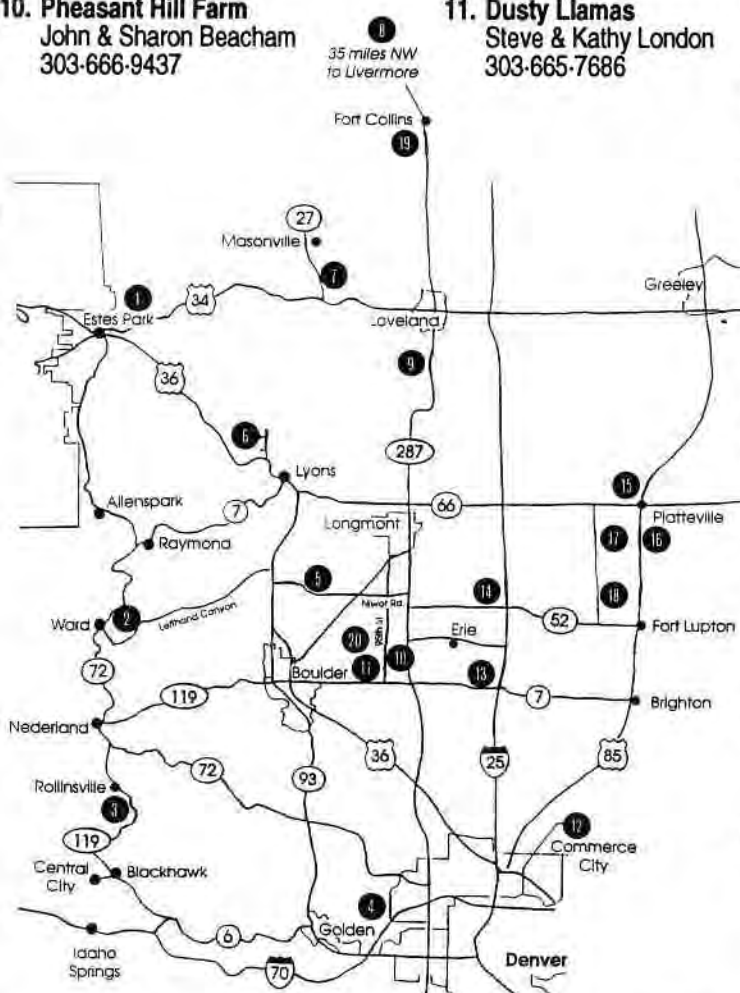 10. Pheasant Hill Farm
John & Sharon Beacham
303-666-9437
11. Dusty Llamas
Steve & Kathy London
303-665-7686
8
35 miles NW
to Livermore
Fort Collins
19
27
Masonville
7
1
34
Estes Park
Loveland
Greeley
36
9
6
287
Lyons
15
Allenspark
7
66
Longmont
Platteville
Raymond
17
16
5
14
18
Niwot Rd.
Ward
2
Lefthand Canyon
95th St
52
Fort Lupton
20
Erie
72
Boulder
11
10
13
119
7
Brighton
Nederland
72
36
25
85
93
Rollinsville
3
12
119
Commerce
City
Central
City
Blackhawk
4
Golden
6
Idaho
Springs
70
Denver